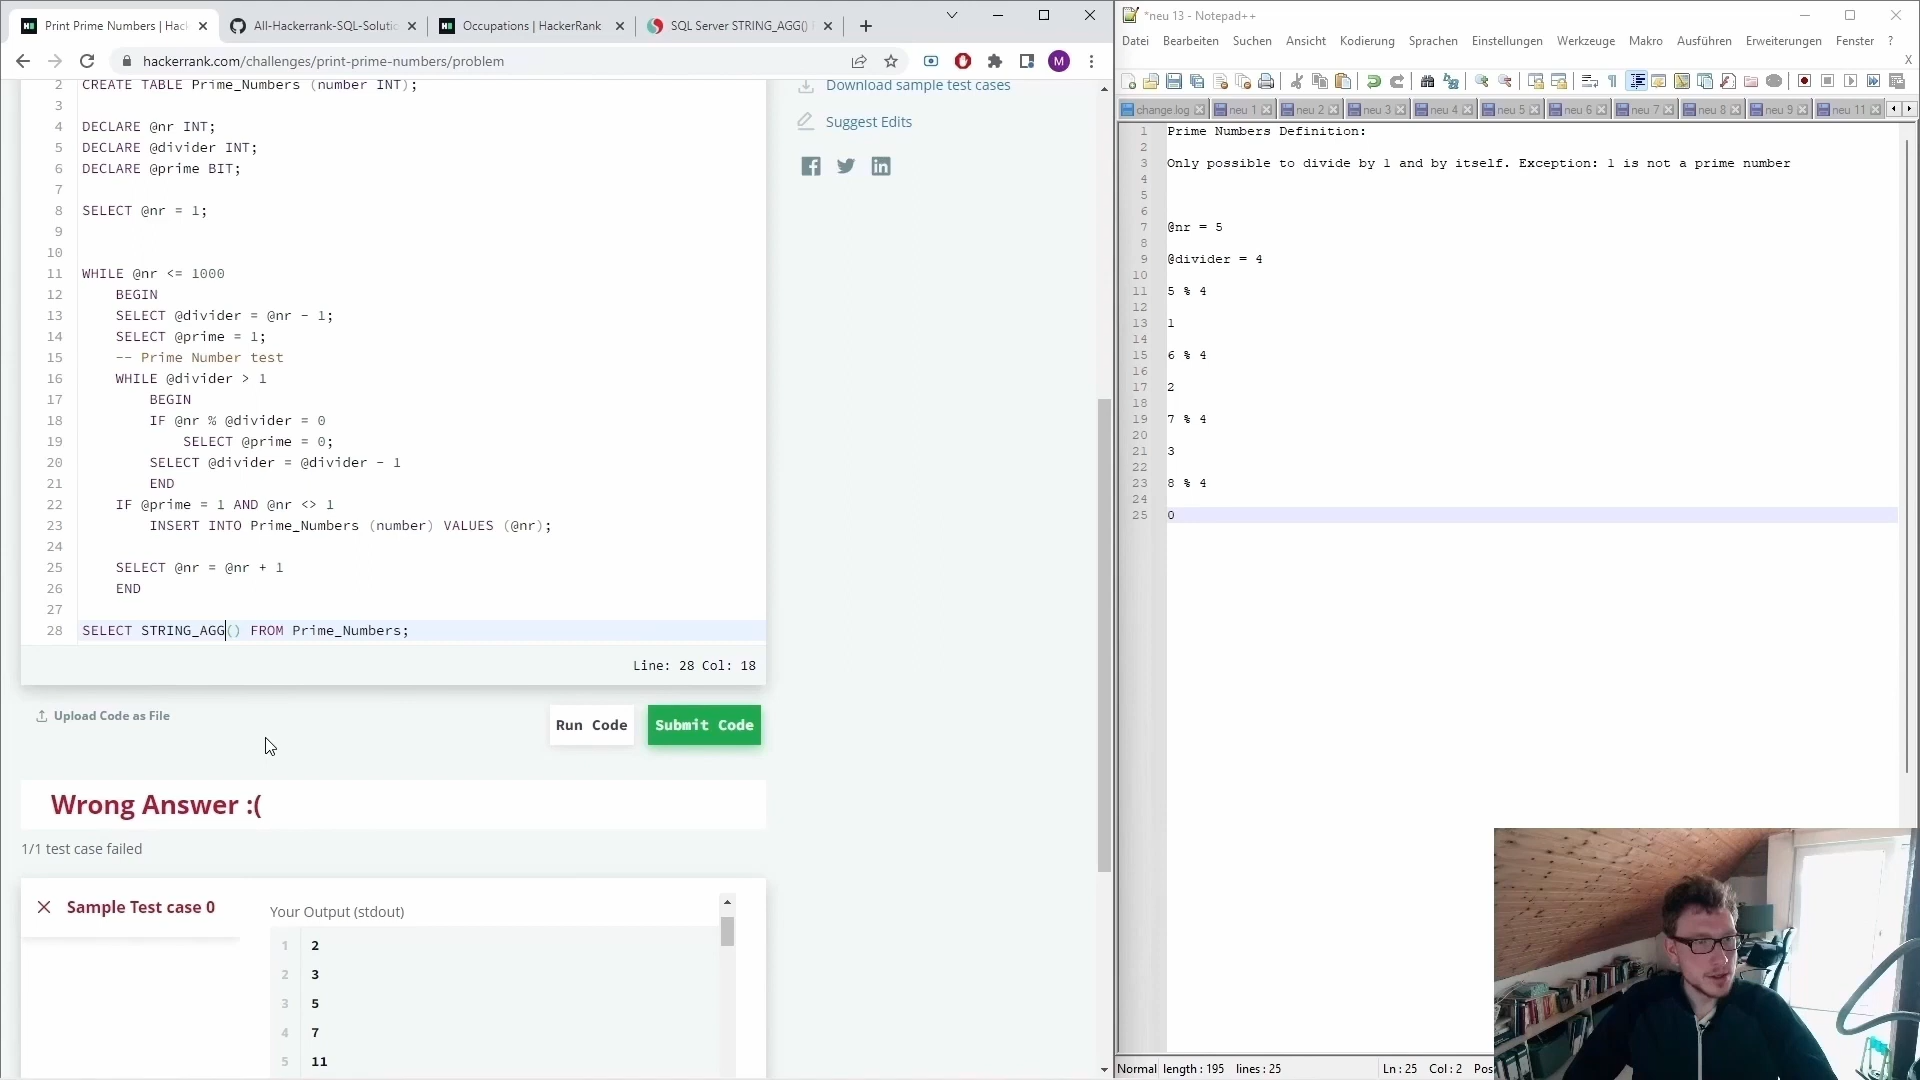 Print Prime Numbers | Hack
All-Hackerrank-SQL-Solutio
Occupations | HackerRank
SQL Server STRING_AGG()
hackerrank.com/challenges/print-prime-numbers/problem
M
2 CREATE TABLE Prime_Numbers (number INT);
3
4 DECLARE @nr INT;
5 DECLARE @divider INT;
6 DECLARE @prime BIT;
7
8 SELECT @nr = 1;
9
10
11 WHILE @nr <= 1000
12 BEGIN
13 SELECT @divider = @nr - 1;
14 SELECT @prime = 1;
15 -- Prime Number test
16 WHILE @divider > 1
17 BEGIN
18 IF @nr % @divider = 0
19 SELECT @prime = 0;
20 SELECT @divider = @divider - 1
21 END
22 IF @prime = 1 AND @nr <> 1
23 INSERT INTO Prime_Numbers (number) VALUES (@nr);
24
25 SELECT @nr = @nr + 1
26 END
27
28 SELECT STRING_AGG() FROM Prime_Numbers;
Line: 28 Col: 18
Upload Code as File
Run Code
Submit Code
Wrong Answer :(
1/1 test case failed
Sample Test case 0
Your Output (stdout)
1 2
2 3
3 5
4 7
5 11
Download sample test cases
Suggest Edits
*neu 13 - Notepad++
Datei Bearbeiten Suchen Ansicht Kodierung Sprachen Einstellungen Werkzeuge Makro Ausführen Erweiterungen Fenster ?
X
change.log neu 1 neu 2 neu 3 neu 4 neu 5 neu 6 neu 7 neu 8 neu 9 neu 11
1 Prime Numbers Definition:
2
3 Only possible to divide by 1 and by itself. Exception: 1 is not a prime number
4
5
6
7 @nr = 5
8
9 @divider = 4
10
11 5 % 4
12
13 1
14
15 6 % 4
16
17 2
18
19 7 % 4
20
21 3
22
23 8 % 4
24
25 0
Normal length : 195 lines : 25 Ln : 25 Col : 2 Pos